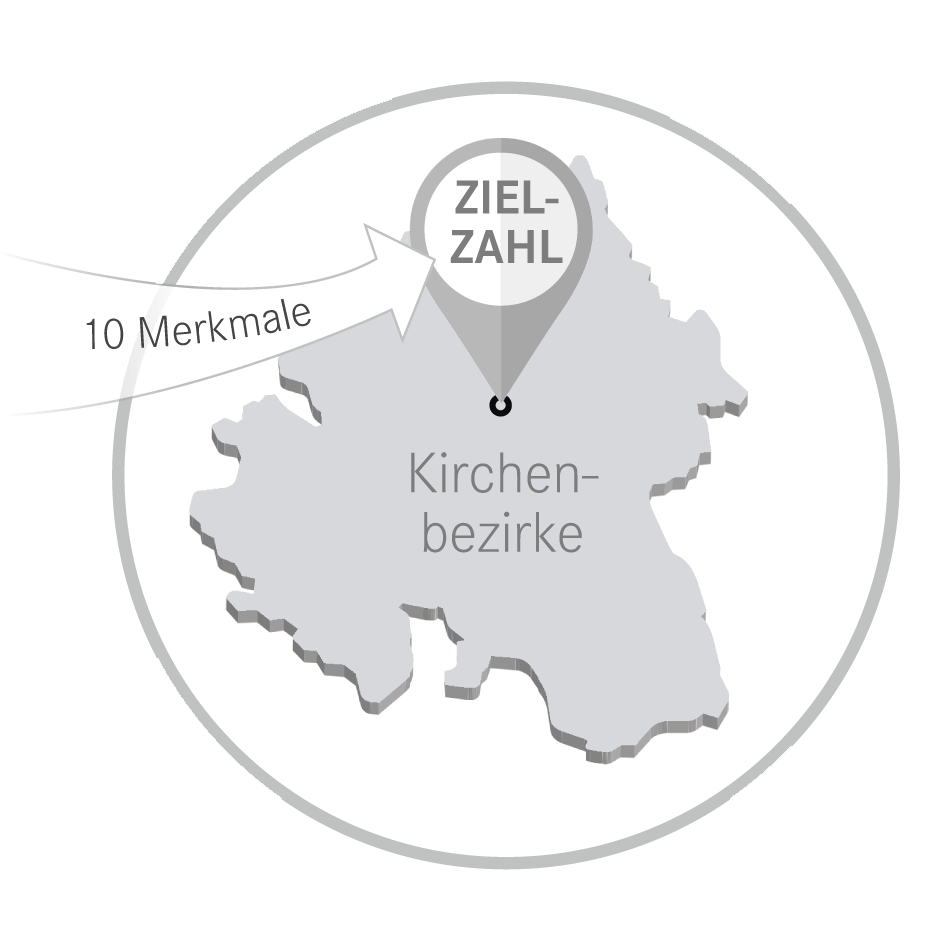 ZIEL-
ZAHL
10 Merkmale
Kirchen-
bezirke